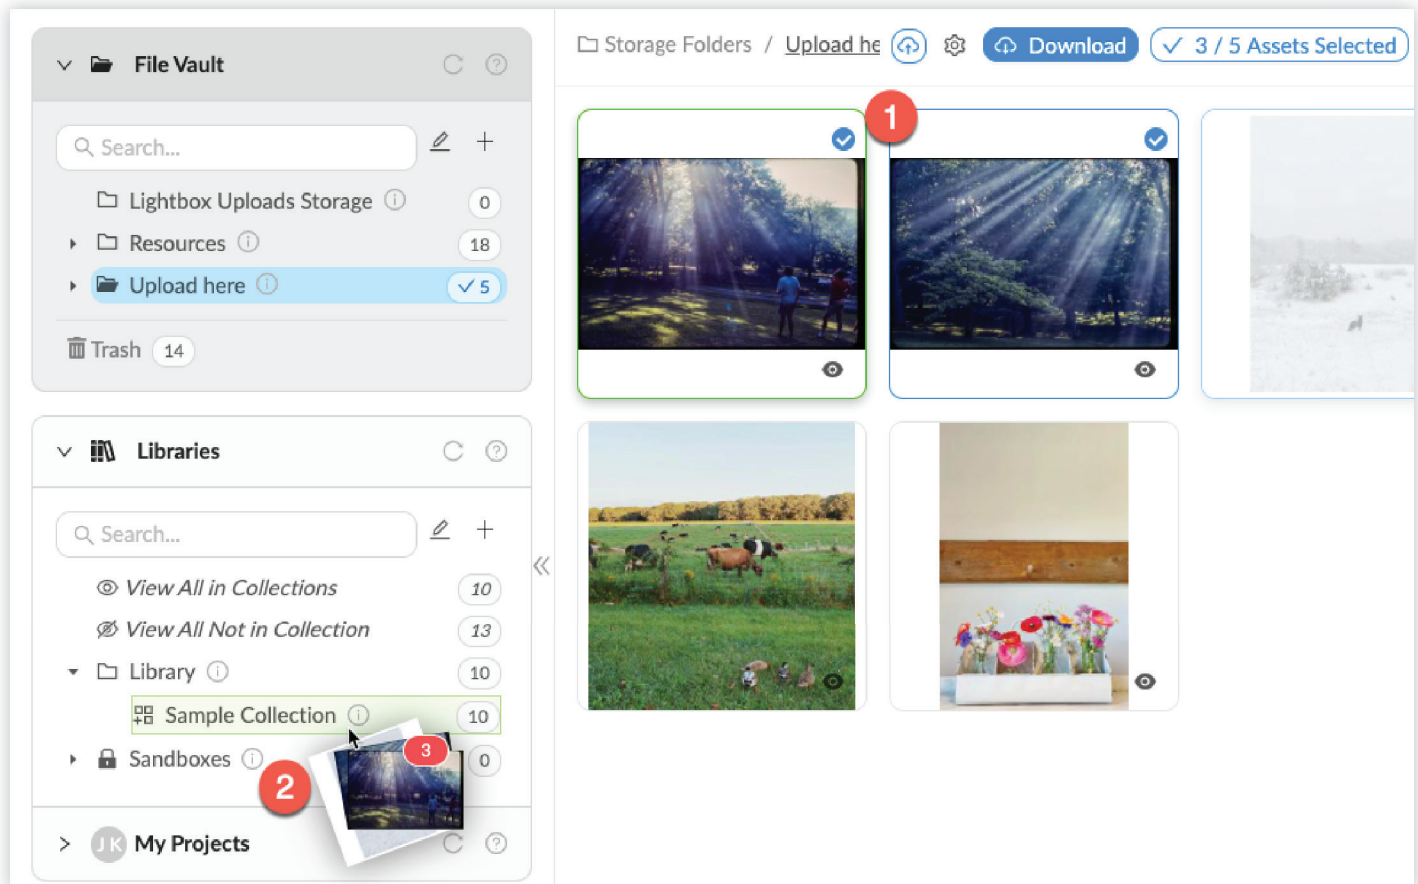 File Vault
Search...
Lightbox Uploads Storage 0
Resources 18
Upload here 5
Trash 14
Libraries
Search...
View All in Collections 10
View All Not in Collection 13
Library 10
Sample Collection 10
Sandboxes 0
2
3
JK My Projects
Storage Folders / Upload he
Download
3 / 5 Assets Selected
1